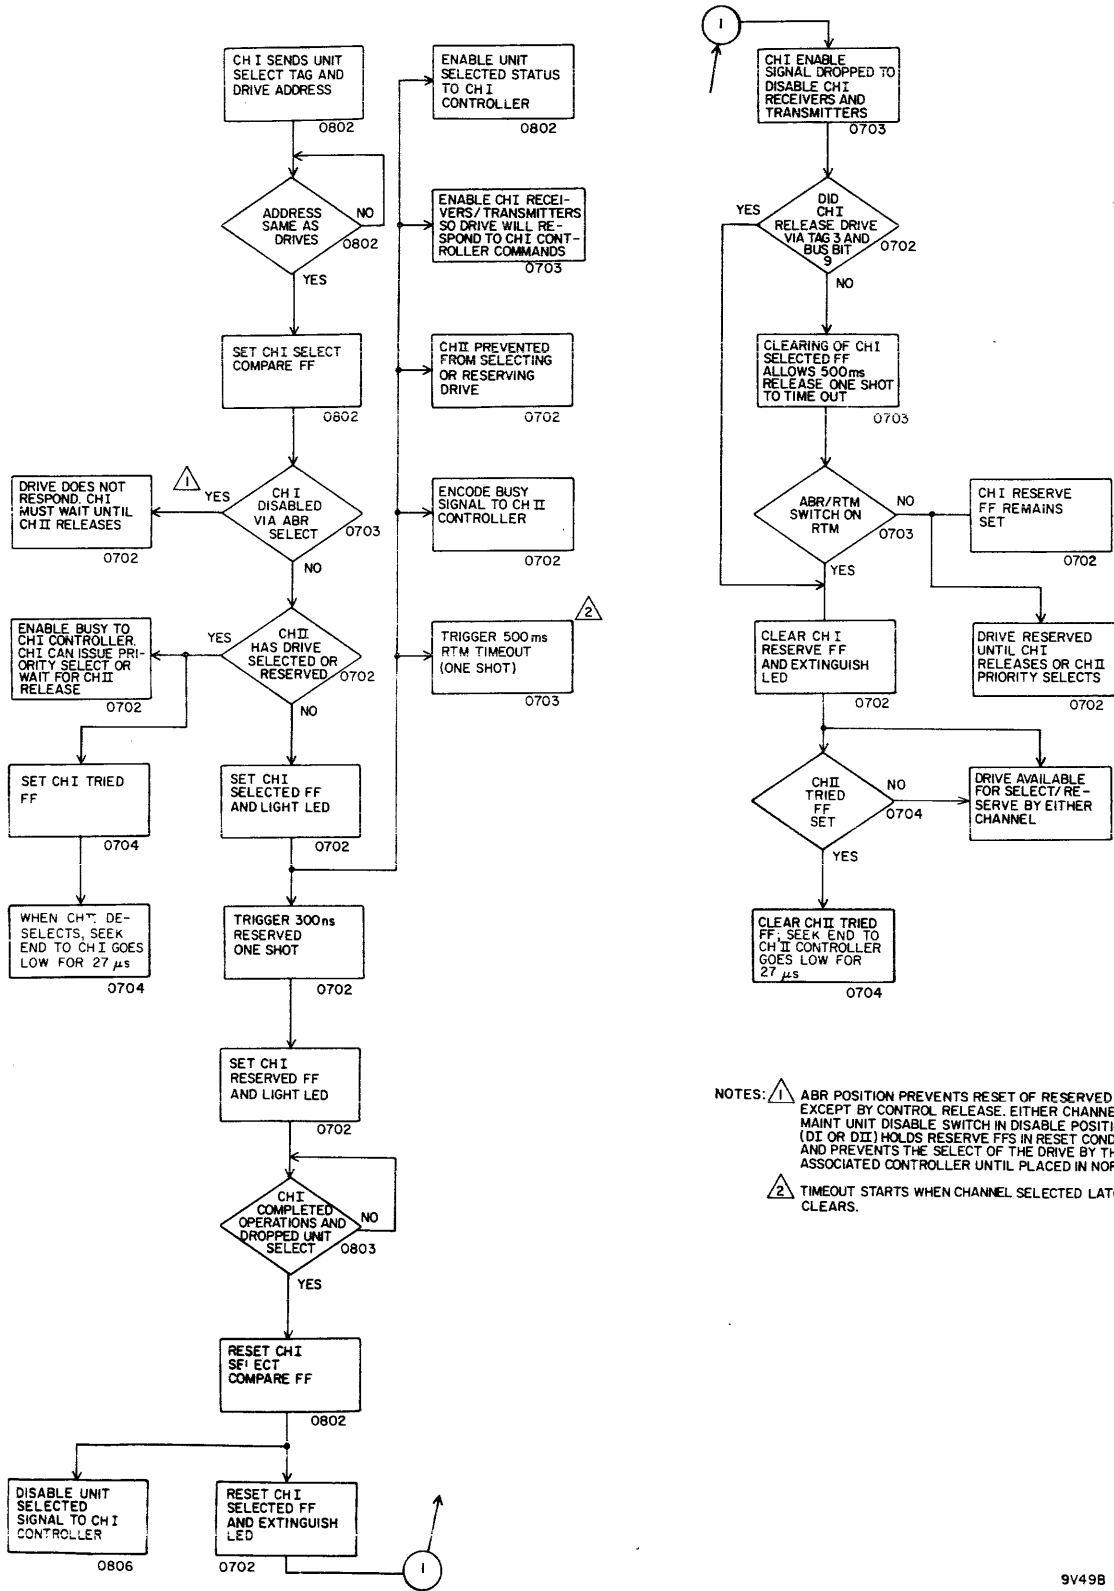 CH I SENDS UNIT
SELECT TAG AND
DRIVE ADDRESS
0802
ADDRESS
SAME AS
DRIVES
NO
0802
YES
SET CH I SELECT
COMPARE FF
0802
CH I
DISABLED
VIA ABR
SELECT
1
YES
0703
NO
DRIVE DOES NOT
RESPOND. CH I
MUST WAIT UNTIL
CH II RELEASES
0702
CH II
HAS DRIVE
SELECTED OR
RESERVED
YES
0702
NO
ENABLE BUSY TO
CH I CONTROLLER.
CH I CAN ISSUE PRI-
ORITY SELECT OR
WAIT FOR CH II
RELEASE
0702
SET CH I TRIED
FF
0704
WHEN CH II DE-
SELECTS, SEEK
END TO CH I GOES
LOW FOR 27 μs
0704
SET CH I
SELECTED FF
AND LIGHT LED
0702
TRIGGER 300ns
RESERVED
ONE SHOT
0702
SET CH I
RESERVED FF
AND LIGHT LED
0702
CH I
COMPLETED
OPERATIONS AND
DROPPED UNIT
SELECT
NO
0803
YES
RESET CH I
SELECT
COMPARE FF
0802
DISABLE UNIT
SELECTED
SIGNAL TO CH I
CONTROLLER
0806
RESET CH I
SELECTED FF
AND EXTINGUISH
LED
0702
I
ENABLE UNIT
SELECTED STATUS
TO CH I
CONTROLLER
0802
ENABLE CH I RECEI-
VERS/TRANSMITTERS
SO DRIVE WILL RE-
SPOND TO CH I CONT-
ROLLER COMMANDS
0703
CH II PREVENTED
FROM SELECTING
OR RESERVING
DRIVE
0702
ENCODE BUSY
SIGNAL TO CH II
CONTROLLER
0702
2
TRIGGER 500 ms
RTM TIMEOUT
(ONE SHOT)
0703
I
CH I ENABLE
SIGNAL DROPPED TO
DISABLE CH I
RECEIVERS AND
TRANSMITTERS
0703
DID
CH I
RELEASE DRIVE
VIA TAG 3 AND
BUS BIT
9
YES
0702
NO
CLEARING OF CH I
SELECTED FF
ALLOWS 500ms
RELEASE ONE SHOT
TO TIME OUT
0703
ABR/RTM
SWITCH ON
RTM
NO
0703
YES
CH I RESERVE
FF REMAINS
SET
0702
DRIVE RESERVED
UNTIL CH I
RELEASES OR CH II
PRIORITY SELECTS
0702
CLEAR CH I
RESERVE FF
AND EXTINGUISH
LED
0702
CH II
TRIED
FF
SET
NO
0704
YES
DRIVE AVAILABLE
FOR SELECT/RE-
SERVE BY EITHER
CHANNEL
CLEAR CH II TRIED
FF; SEEK END TO
CH II CONTROLLER
GOES LOW FOR
27 μs
0704
NOTES: 1 ABR POSITION PREVENTS RESET OF RESERVED
EXCEPT BY CONTROL RELEASE. EITHER CHANNE
MAINT UNIT DISABLE SWITCH IN DISABLE POSITI
(DI OR DII) HOLDS RESERVE FFS IN RESET COND
AND PREVENTS THE SELECT OF THE DRIVE BY TH
ASSOCIATED CONTROLLER UNTIL PLACED IN NOR
2 TIMEOUT STARTS WHEN CHANNEL SELECTED LATC
CLEARS.
9V49B